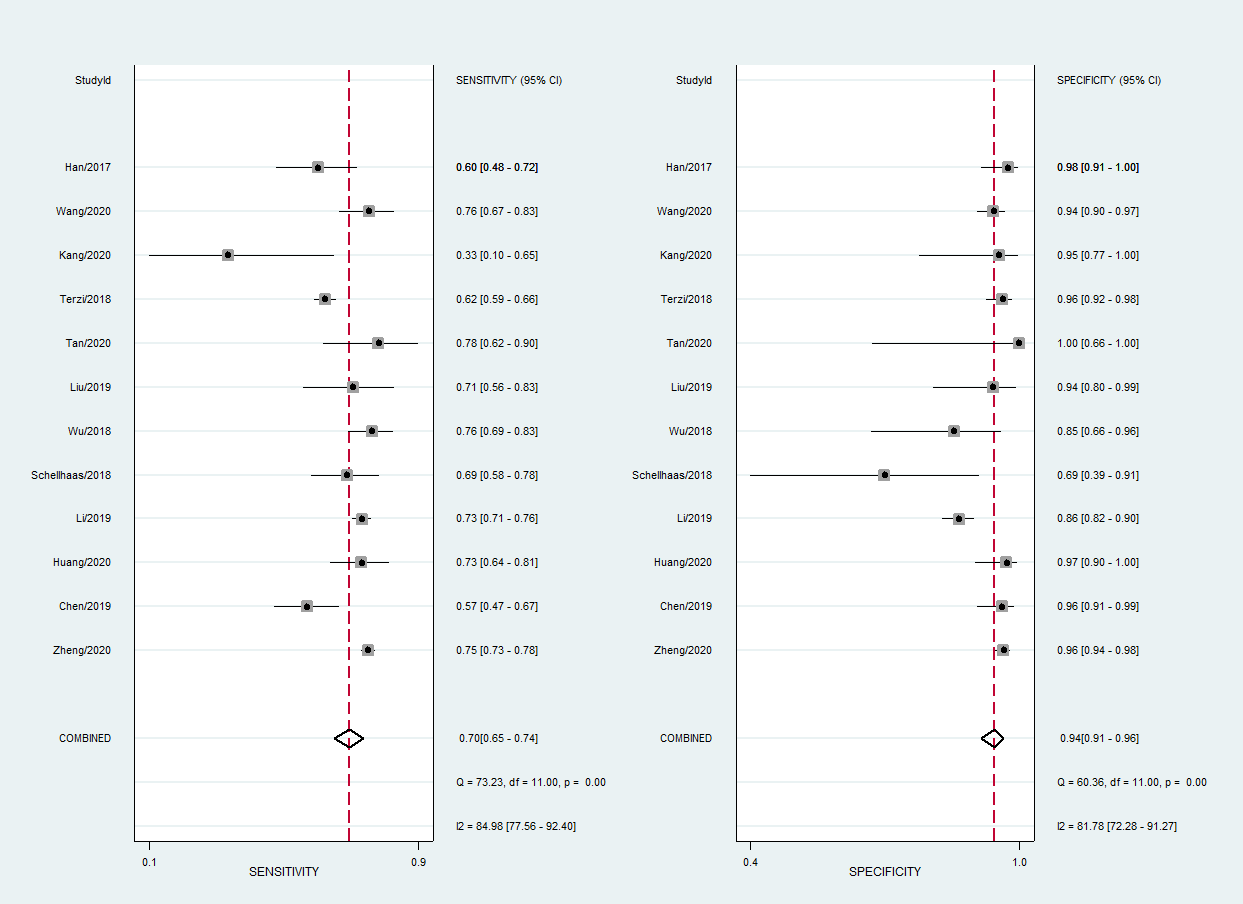 StudyId SENSITIVITY (95% CI) StudyId SPECIFICITY (95% CI)
Han/2017 0.60 [0.48 - 0.72] Han/2017 0.98 [0.91 - 1.00]
Wang/2020 0.76 [0.67 - 0.83] Wang/2020 0.94 [0.90 - 0.97]
Kang/2020 0.33 [0.10 - 0.65] Kang/2020 0.95 [0.77 - 1.00]
Terzi/2018 0.62 [0.59 - 0.66] Terzi/2018 0.96 [0.92 - 0.98]
Tan/2020 0.78 [0.62 - 0.90] Tan/2020 1.00 [0.66 - 1.00]
Liu/2019 0.71 [0.56 - 0.83] Liu/2019 0.94 [0.80 - 0.99]
Wu/2018 0.76 [0.69 - 0.83] Wu/2018 0.85 [0.66 - 0.96]
Schellhaas/2018 0.69 [0.58 - 0.78] Schellhaas/2018 0.69 [0.39 - 0.91]
Li/2019 0.73 [0.71 - 0.76] Li/2019 0.86 [0.82 - 0.90]
Huang/2020 0.73 [0.64 - 0.81] Huang/2020 0.97 [0.90 - 1.00]
Chen/2019 0.57 [0.47 - 0.67] Chen/2019 0.96 [0.91 - 0.99]
Zheng/2020 0.75 [0.73 - 0.78] Zheng/2020 0.96 [0.94 - 0.98]
COMBINED 0.70[0.65 - 0.74] COMBINED 0.94[0.91 - 0.96]
Q = 73.23, df = 11.00, p = 0.00 Q = 60.36, df = 11.00, p = 0.00
I2 = 84.98 [77.56 - 92.40] I2 = 81.78 [72.28 - 91.27]
0.1 0.9 0.4 1.0
SENSITIVITY SPECIFICITY